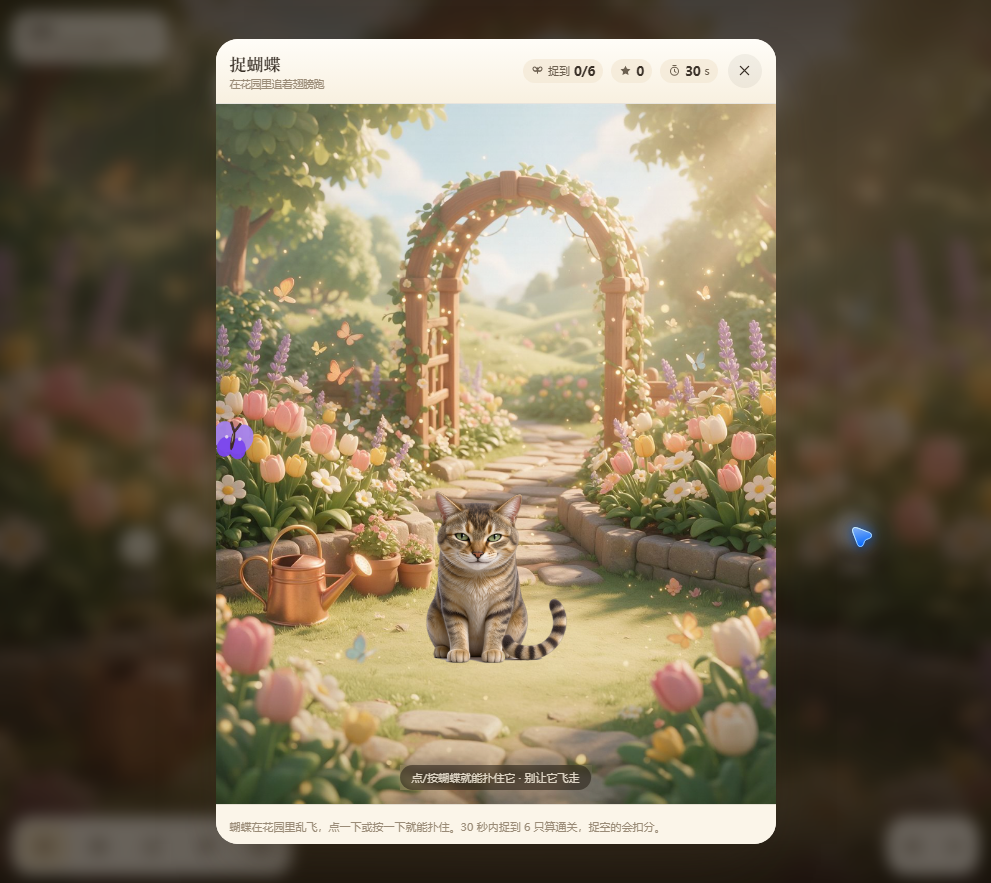 捉蝴蝶
在花园里追着翅膀跑
捉到 0/6
0
30 s
点/按蝴蝶就能扑住它 · 别让它飞走
蝴蝶在花园里乱飞，点一下或按一下就能扑住。30 秒内捉到 6 只算通关，捉空的会扣分。